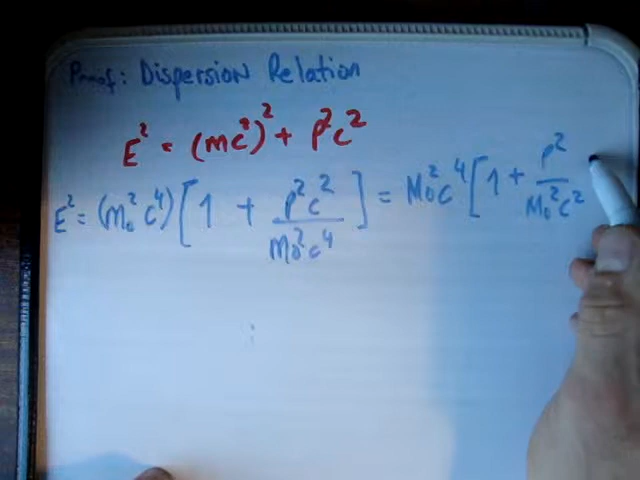 Proof: Dispersion Relation
E² = (mc²)² + P²c²
E² = (m₀²c⁴)[1 + P²c²/M₀²c⁴] = M₀²c⁴[1 + P²/M₀²c²